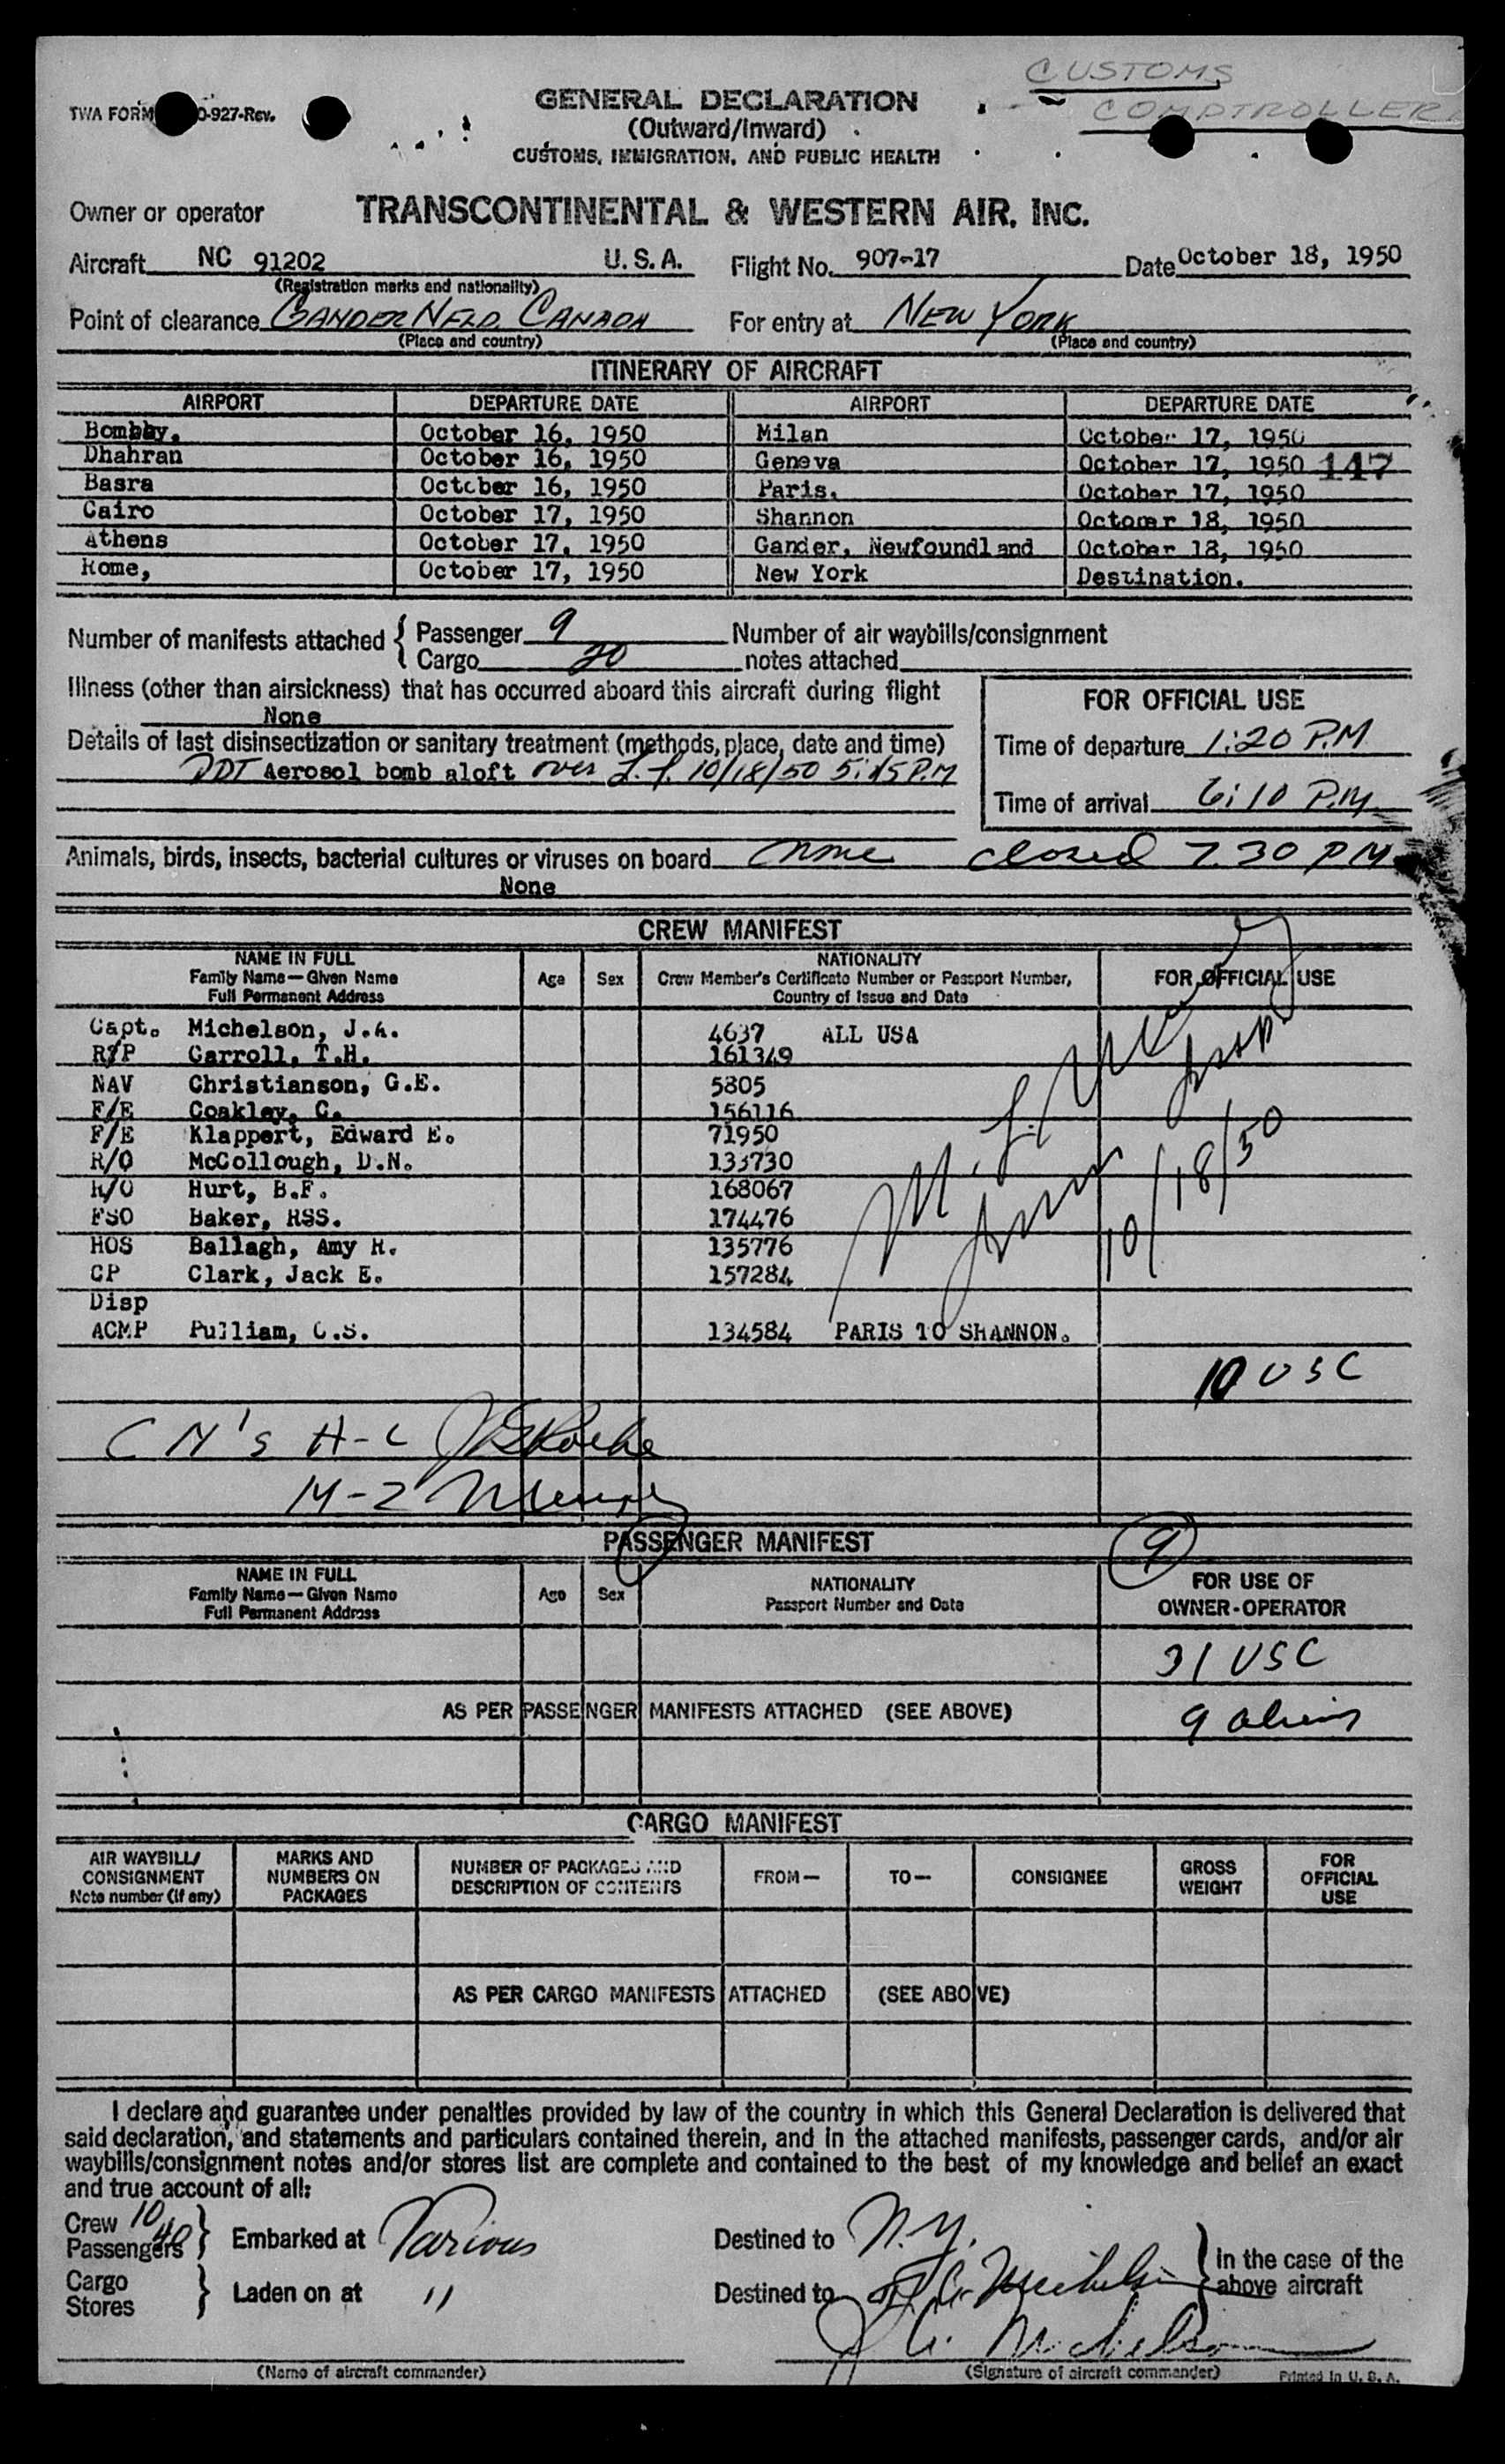 CUSTOMS
COMPTROLLER
TWA FORM 0-927-Rev.
GENERAL DECLARATION
(Outward/Inward)
CUSTOMS, IMMIGRATION, AND PUBLIC HEALTH
Owner or operator TRANSCONTINENTAL & WESTERN AIR, INC.
Aircraft NC 91202 U. S. A. Flight No. 907-17 Date October 18, 1950
(Registration marks and nationality)
Point of clearance GANDER NFLD. CANADA For entry at NEW YORK
(Place and country) (Place and country)
ITINERARY OF AIRCRAFT
AIRPORT DEPARTURE DATE AIRPORT DEPARTURE DATE
Bombay. October 16, 1950 Milan October 17, 1950
Dhahran October 16, 1950 Geneva October 17, 1950 147
Basra October 16, 1950 Paris. October 17, 1950
Cairo October 17, 1950 Shannon Octomer 18, 1950
Athens October 17, 1950 Gander, Newfoundland October 18, 1950
Rome, October 17, 1950 New York Destination.
Number of manifests attached { Passenger 9 Number of air waybills/consignment
Cargo 20 notes attached
Illness (other than airsickness) that has occurred aboard this aircraft during flight
None
FOR OFFICIAL USE
Details of last disinsectization or sanitary treatment (methods, place, date and time)
DDT Aerosol bomb aloft over L.I. 10/18/50 5:45 P.M
Time of departure 1:20 P.M
Time of arrival 6:10 P.M.
Animals, birds, insects, bacterial cultures or viruses on board none closed 7.30 PM
None
CREW MANIFEST
NAME IN FULL
Family Name—Given Name
Full Permanent Address
Age Sex
NATIONALITY
Crew Member's Certificate Number or Passport Number,
Country of Issue and Date
FOR OFFICIAL USE
Capt. Michelson, J.A. 4637 ALL USA
R/P Carroll, T.H. 161349
NAV Christianson, G.E. 5805
F/E Coakley, C. 156116
F/E Klappert, Edward E. 71950
R/O McCollough, D.N. 133730
R/O Hurt, B.F. 168067
FSO Baker, RSS. 174476
HOS Ballagh, Amy R. 135776
CP Clark, Jack E. 157284
Disp
ACMP Pulliam, C.S. 134584 PARIS TO SHANNON.
10/18/50
10 USC
CM's A-L
M-Z
PASSENGER MANIFEST
9
NAME IN FULL
Family Name—Given Name
Full Permanent Address
Age Sex
NATIONALITY
Passport Number and Date
FOR USE OF
OWNER-OPERATOR
31 USC
AS PER PASSENGER MANIFESTS ATTACHED (SEE ABOVE) 9 aliens
CARGO MANIFEST
AIR WAYBILL/
CONSIGNMENT
Note number (if any)
MARKS AND
NUMBERS ON
PACKAGES
NUMBER OF PACKAGES AND
DESCRIPTION OF CONTENTS
FROM— TO— CONSIGNEE
GROSS
WEIGHT
FOR
OFFICIAL
USE
AS PER CARGO MANIFESTS ATTACHED (SEE ABOVE)
I declare and guarantee under penalties provided by law of the country in which this General Declaration is delivered that
said declaration, and statements and particulars contained therein, and in the attached manifests, passenger cards, and/or air
waybills/consignment notes and/or stores list are complete and contained to the best of my knowledge and belief an exact
and true account of all:
Crew 10
Passengers 40
Embarked at Various Destined to N.Y.
Cargo
Stores
Laden on at " Destined to
In the case of the
above aircraft
J A. Michelson
(Name of aircraft commander) (Signature of aircraft commander) Printed in U. S. A.